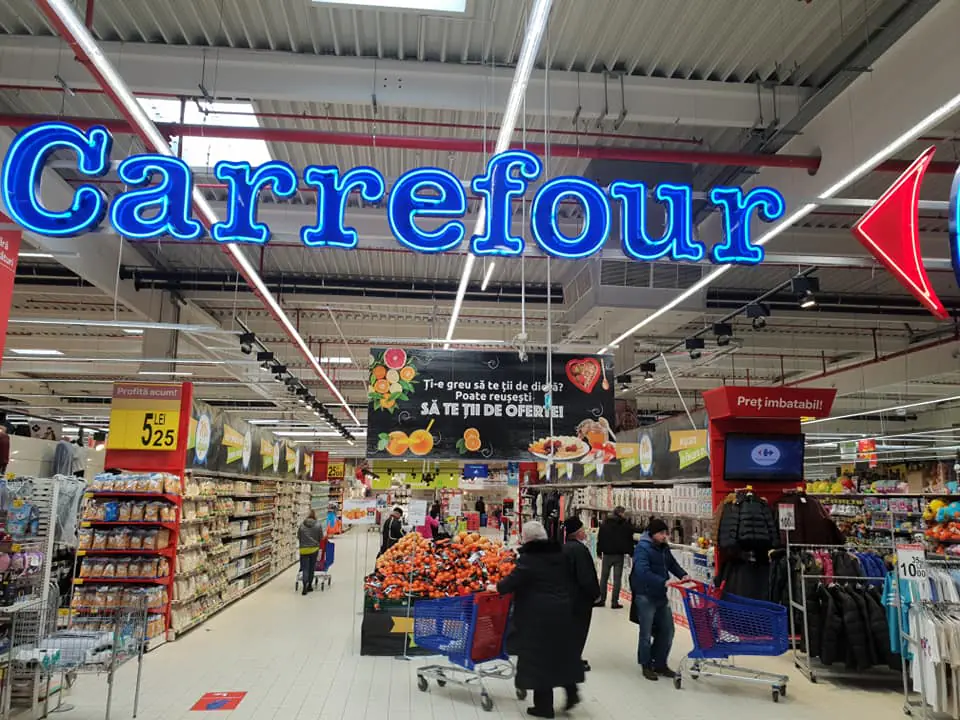 Carrefour
Profită acum!
5 LEI 25
Ți-e greu să te ții de dietă?
Poate reușești
SĂ TE ȚII DE OFERTE!
Preț imbatabil!
10 00